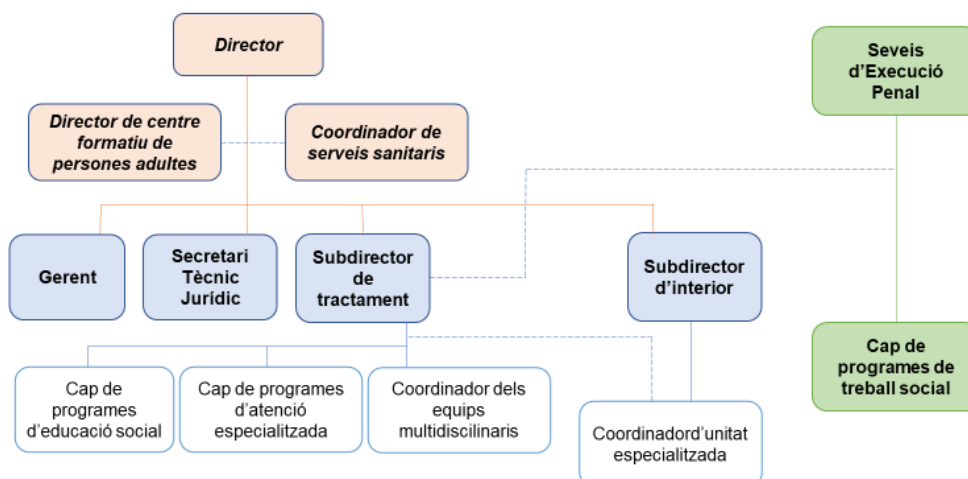 Director
Seveis
d'Execució
Penal
Director de centre
formatiu de
persones adultes
Coordinador de
serveis sanitaris
Gerent
Secretari
Tècnic
Jurídic
Subdirector
de
tractament
Subdirector
d'interior
Cap de
programes de
treball social
Cap de
programes
d'educació social
Cap de programes
d'atenció
especialitzada
Coordinador dels
equips
multidiscilinaris
Coordinadord'unitat
especialitzada